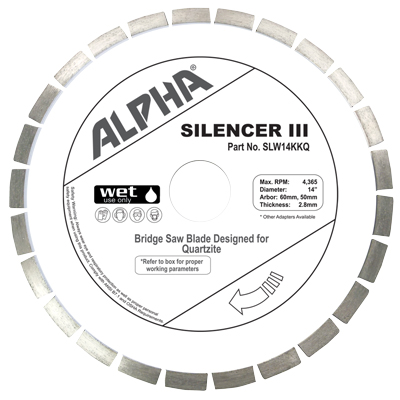 ALPHA
SILENCER III
Part No. SLW14KKQ
wet
use only
Max. RPM: 4,365
Diameter: 14"
Arbor: 60mm, 50mm
Thickness: 2.8mm
* Other Adapters Available
Bridge Saw Blade Designed for
Quartzite
*Refer to box for proper
working parameters